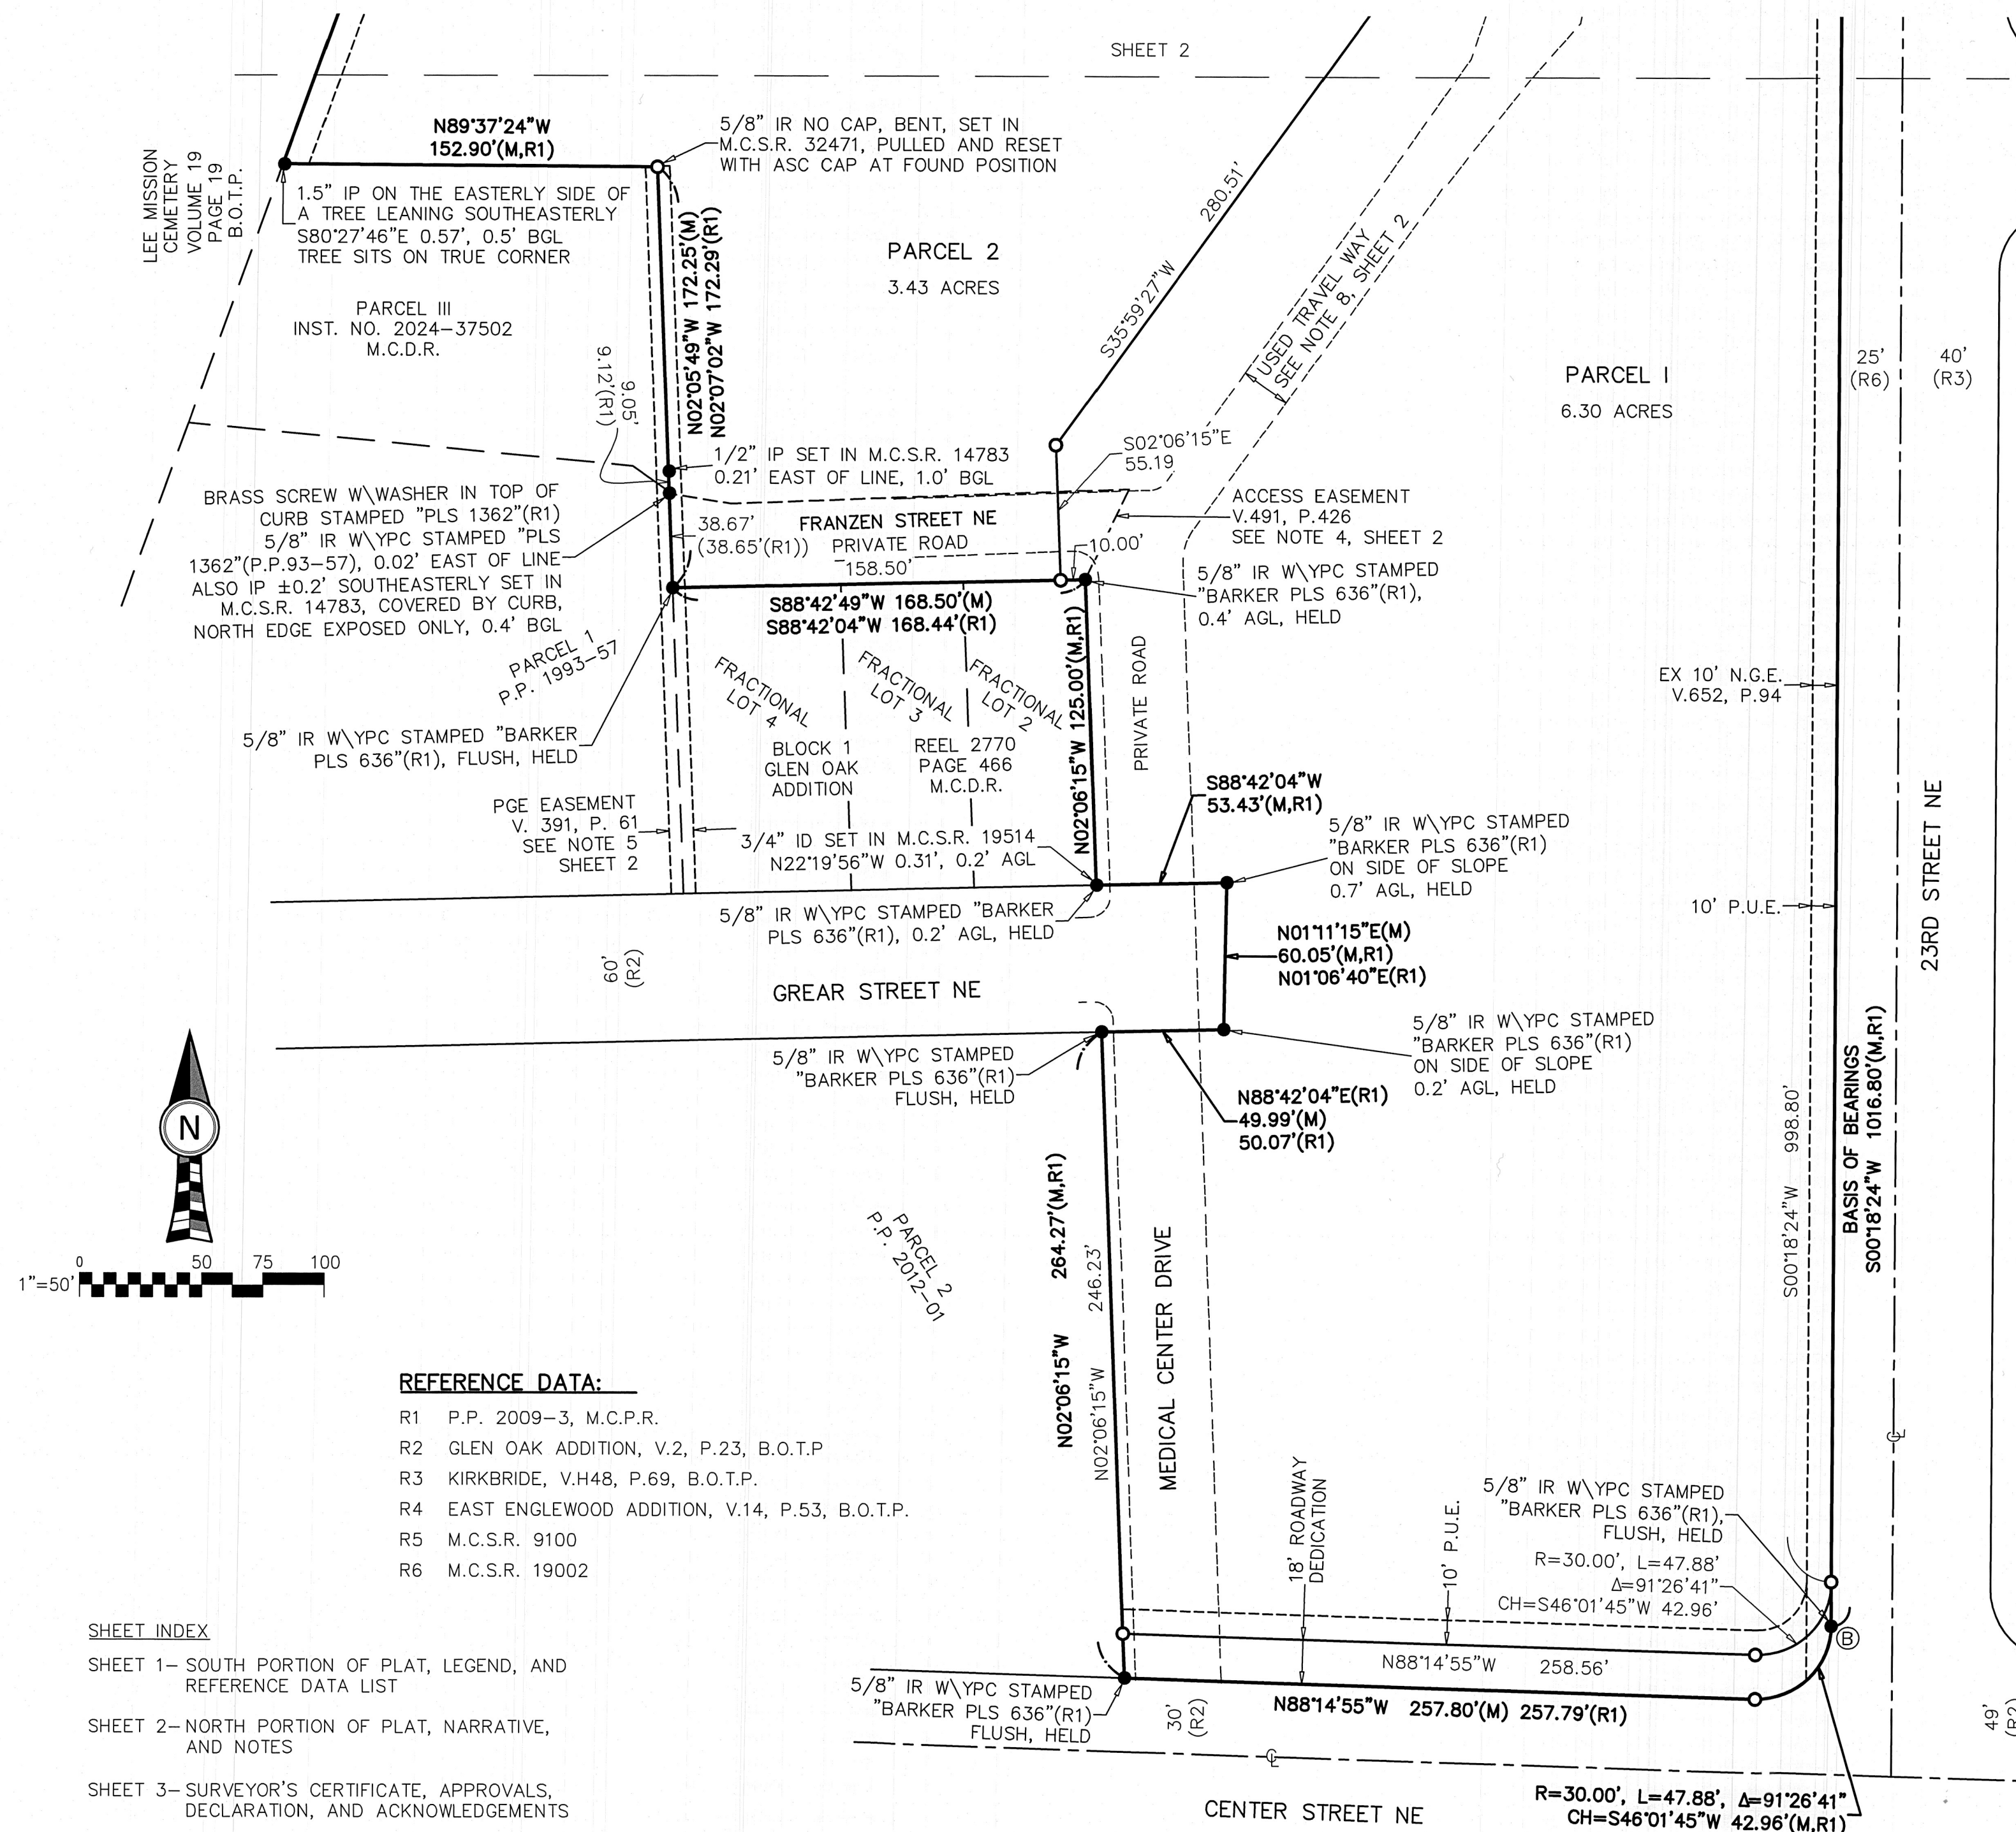 SHEET 2
N89°37'24"W
152.90'(M,R1)
5/8" IR NO CAP, BENT, SET IN
M.C.S.R. 32471, PULLED AND RESET
WITH ASC CAP AT FOUND POSITION
LEE MISSION
CEMETERY
VOLUME 19
PAGE 19
B.O.T.P.
1.5" IP ON THE EASTERLY SIDE OF
A TREE LEANING SOUTHEASTERLY
S80°27'46"E 0.57', 0.5' BGL
TREE SITS ON TRUE CORNER
PARCEL III
INST. NO. 2024-37502
M.C.D.R.
N02°05'49"W 172.25'(M)
N02°07'02"W 172.29'(R1)
PARCEL 2
3.43 ACRES
280.51'
S35°59'27"W
USED TRAVEL WAY
SEE NOTE 8, SHEET 2
PARCEL 1
6.30 ACRES
25'
(R6)
40'
(R3)
9.05'
9.12'(R1)
1/2" IP SET IN M.C.S.R. 14783
0.21' EAST OF LINE, 1.0' BGL
S02°06'15"E
55.19
BRASS SCREW W\WASHER IN TOP OF
CURB STAMPED "PLS 1362"(R1)
5/8" IR W\YPC STAMPED "PLS
1362"(P.P.93-57), 0.02' EAST OF LINE
ALSO IP ±0.2' SOUTHEASTERLY SET IN
M.C.S.R. 14783, COVERED BY CURB,
NORTH EDGE EXPOSED ONLY, 0.4' BGL
38.67'
(38.65'(R1))
FRANZEN STREET NE
PRIVATE ROAD
158.50'
10.00'
ACCESS EASEMENT
V.491, P.426
SEE NOTE 4, SHEET 2
5/8" IR W\YPC STAMPED
"BARKER PLS 636"(R1),
0.4' AGL, HELD
S88°42'49"W 168.50'(M)
S88°42'04"W 168.44'(R1)
PARCEL 1
P.P. 1993-57
FRACTIONAL
LOT 4
FRACTIONAL
LOT 3
FRACTIONAL
LOT 2
N02°06'15"W 125.00'(M,R1)
PRIVATE ROAD
EX 10' N.G.E.
V.652, P.94
5/8" IR W\YPC STAMPED "BARKER
PLS 636"(R1), FLUSH, HELD
BLOCK 1
GLEN OAK
ADDITION
REEL 2770
PAGE 466
M.C.D.R.
S88°42'04"W
53.43'(M,R1)
PGE EASEMENT
V. 391, P. 61
SEE NOTE 5
SHEET 2
3/4" ID SET IN M.C.S.R. 19514
N22°19'56"W 0.31', 0.2' AGL
5/8" IR W\YPC STAMPED
"BARKER PLS 636"(R1)
ON SIDE OF SLOPE
0.7' AGL, HELD
10' P.U.E.
23RD STREET NE
5/8" IR W\YPC STAMPED "BARKER
PLS 636"(R1), 0.2' AGL, HELD
60'
(R2)
GREAR STREET NE
N01°11'15"E(M)
60.05'(M,R1)
N01°06'40"E(R1)
5/8" IR W\YPC STAMPED
"BARKER PLS 636"(R1)
FLUSH, HELD
5/8" IR W\YPC STAMPED
"BARKER PLS 636"(R1)
ON SIDE OF SLOPE
0.2' AGL, HELD
N88°42'04"E(R1)
49.99'(M)
50.07'(R1)
BASIS OF BEARINGS
S00°18'24"W 1016.80'(M,R1)
S00°18'24"W 998.80'
N
0 50 75 100
1"=50'
PARCEL 2
P.P. 2012-01
N02°06'15"W 264.27'(M,R1)
N02°06'15"W 246.23'
MEDICAL CENTER DRIVE
REFERENCE DATA:
R1 P.P. 2009-3, M.C.P.R.
R2 GLEN OAK ADDITION, V.2, P.23, B.O.T.P
R3 KIRKBRIDE, V.H48, P.69, B.O.T.P.
R4 EAST ENGLEWOOD ADDITION, V.14, P.53, B.O.T.P.
R5 M.C.S.R. 9100
R6 M.C.S.R. 19002
18' ROADWAY
DEDICATION
10' P.U.E.
5/8" IR W\YPC STAMPED
"BARKER PLS 636"(R1),
FLUSH, HELD
R=30.00', L=47.88'
Δ=91°26'41"
CH=S46°01'45"W 42.96'
B
N88°14'55"W 258.56'
N88°14'55"W 257.80'(M) 257.79'(R1)
5/8" IR W\YPC STAMPED
"BARKER PLS 636"(R1)
FLUSH, HELD
30'
(R2)
49'
(R2)
SHEET INDEX
SHEET 1- SOUTH PORTION OF PLAT, LEGEND, AND
REFERENCE DATA LIST
SHEET 2- NORTH PORTION OF PLAT, NARRATIVE,
AND NOTES
SHEET 3- SURVEYOR'S CERTIFICATE, APPROVALS,
DECLARATION, AND ACKNOWLEDGEMENTS
CENTER STREET NE
R=30.00', L=47.88', Δ=91°26'41"
CH=S46°01'45"W 42.96'(M,R1)